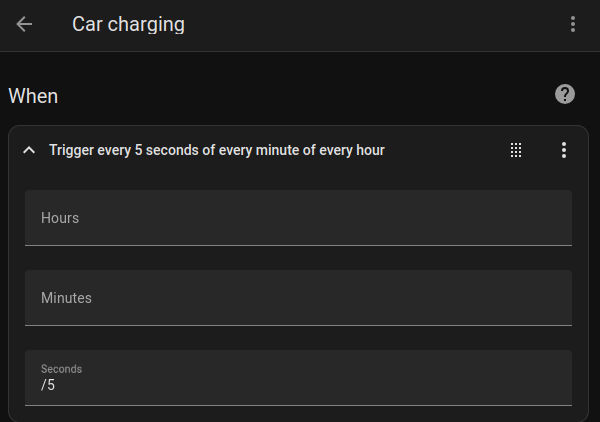 Car charging
When
Trigger every 5 seconds of every minute of every hour
Hours
Minutes
Seconds
/5